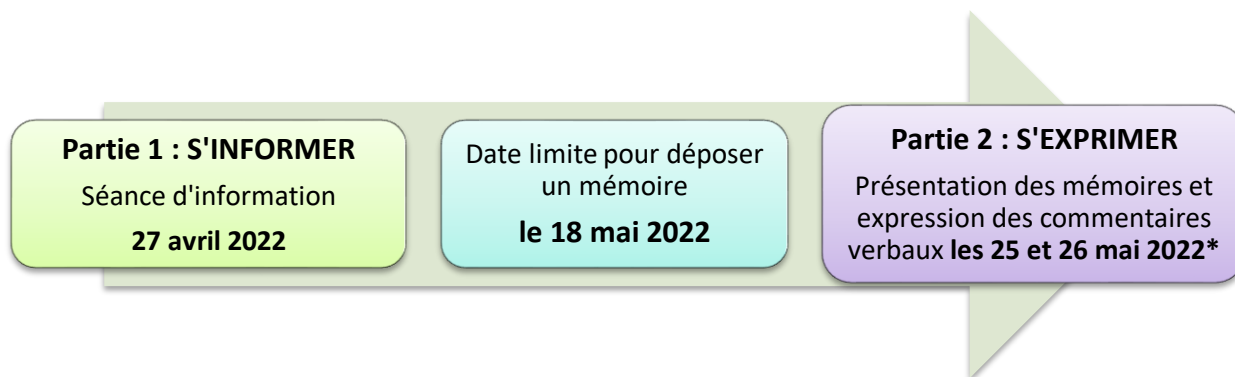 Partie 1 : S'INFORMER
Séance d'information
27 avril 2022
Date limite pour déposer
un mémoire
le 18 mai 2022
Partie 2 : S'EXPRIMER
Présentation des mémoires et
expression des commentaires
verbaux les 25 et 26 mai 2022*